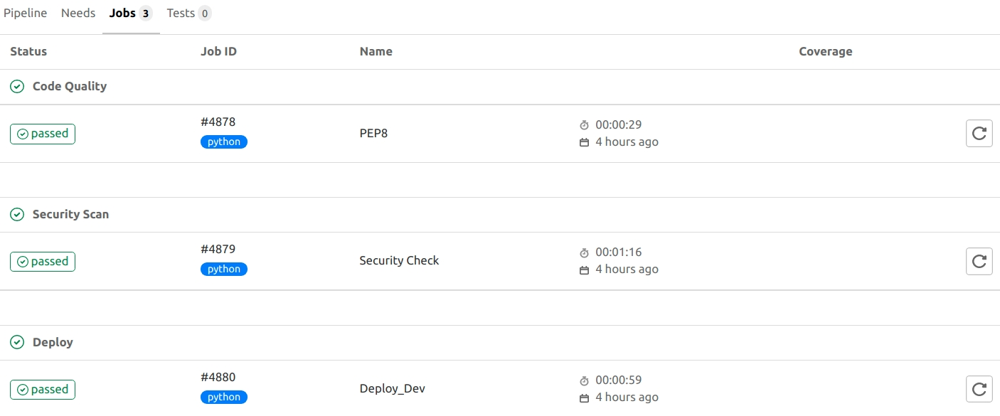 Pipeline Needs Jobs 3 Tests 0
Status Job ID Name Coverage
Code Quality
passed #4878 python PEP8 00:00:29 4 hours ago
Security Scan
passed #4879 python Security Check 00:01:16 4 hours ago
Deploy
passed #4880 python Deploy_Dev 00:00:59 4 hours ago